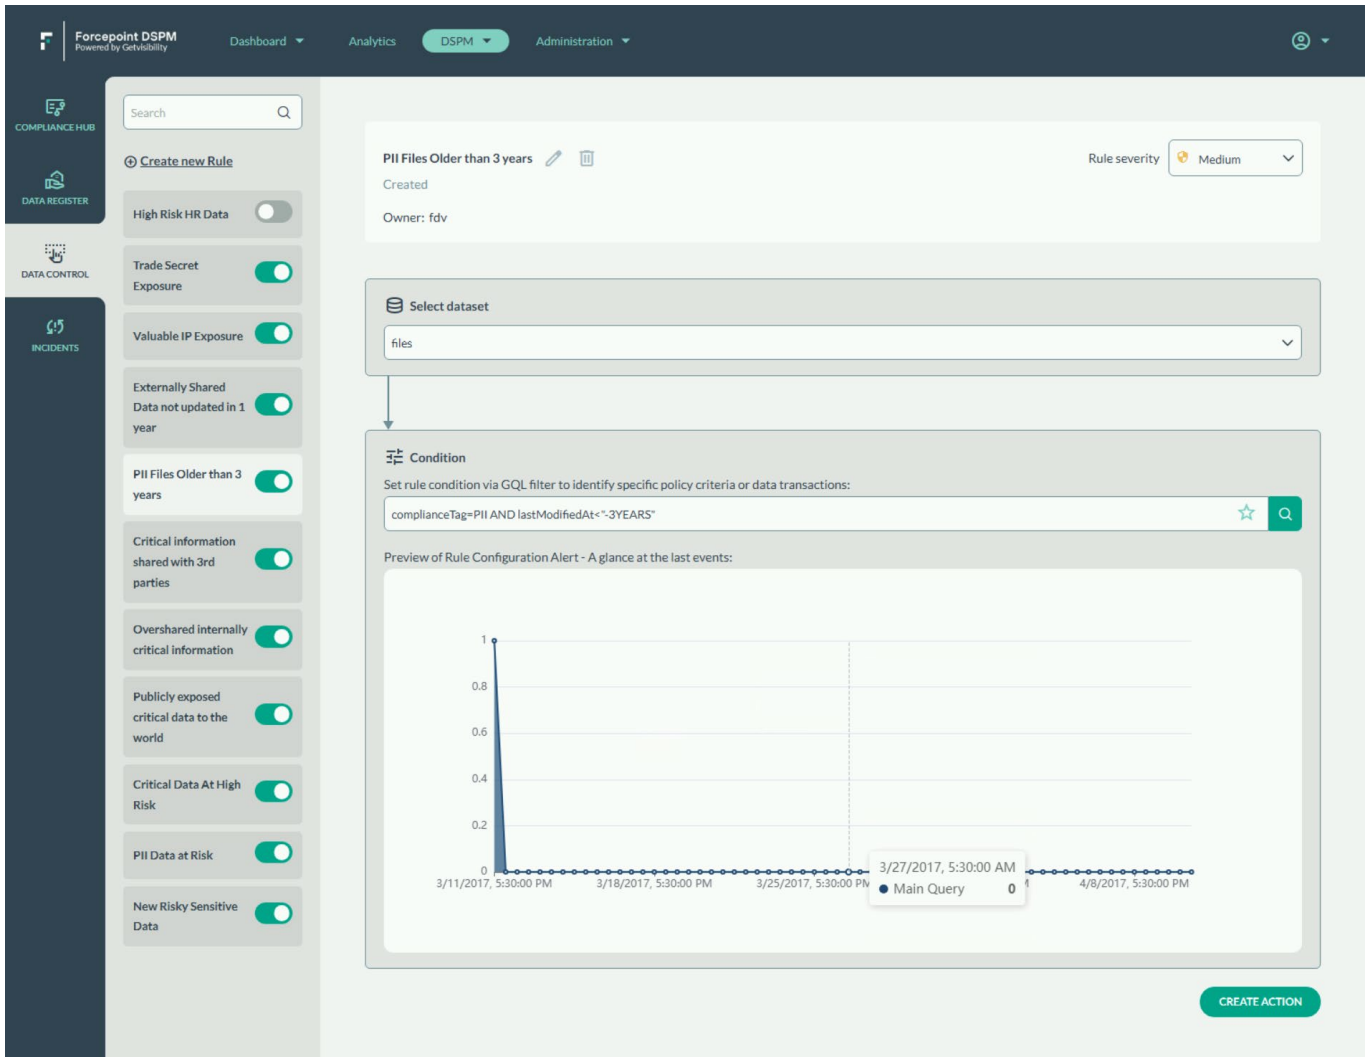 Forcepoint DSPM
Powered by Getvisibility
Dashboard
Analytics
DSPM
Administration
COMPLIANCE HUB
DATA REGISTER
DATA CONTROL
INCIDENTS
Search
Create new Rule
High Risk HR Data
Trade Secret
Exposure
Valuable IP Exposure
Externally Shared
Data not updated in 1
year
PII Files Older than 3
years
Critical information
shared with 3rd
parties
Overshared internally
critical information
Publicly exposed
critical data to the
world
Critical Data At High
Risk
PII Data at Risk
New Risky Sensitive
Data
PII Files Older than 3 years
Created
Owner: fdv
Rule severity
Medium
Select dataset
files
Condition
Set rule condition via GQL filter to identify specific policy criteria or data transactions:
complianceTag=PII AND lastModifiedAt<"-3YEARS"
Preview of Rule Configuration Alert - A glance at the last events:
1
0.8
0.6
0.4
0.2
0
3/11/2017, 5:30:00 PM
3/18/2017, 5:30:00 PM
3/25/2017, 5:30:00 PM
4/8/2017, 5:30:00 PM
3/27/2017, 5:30:00 AM
Main Query 0
CREATE ACTION